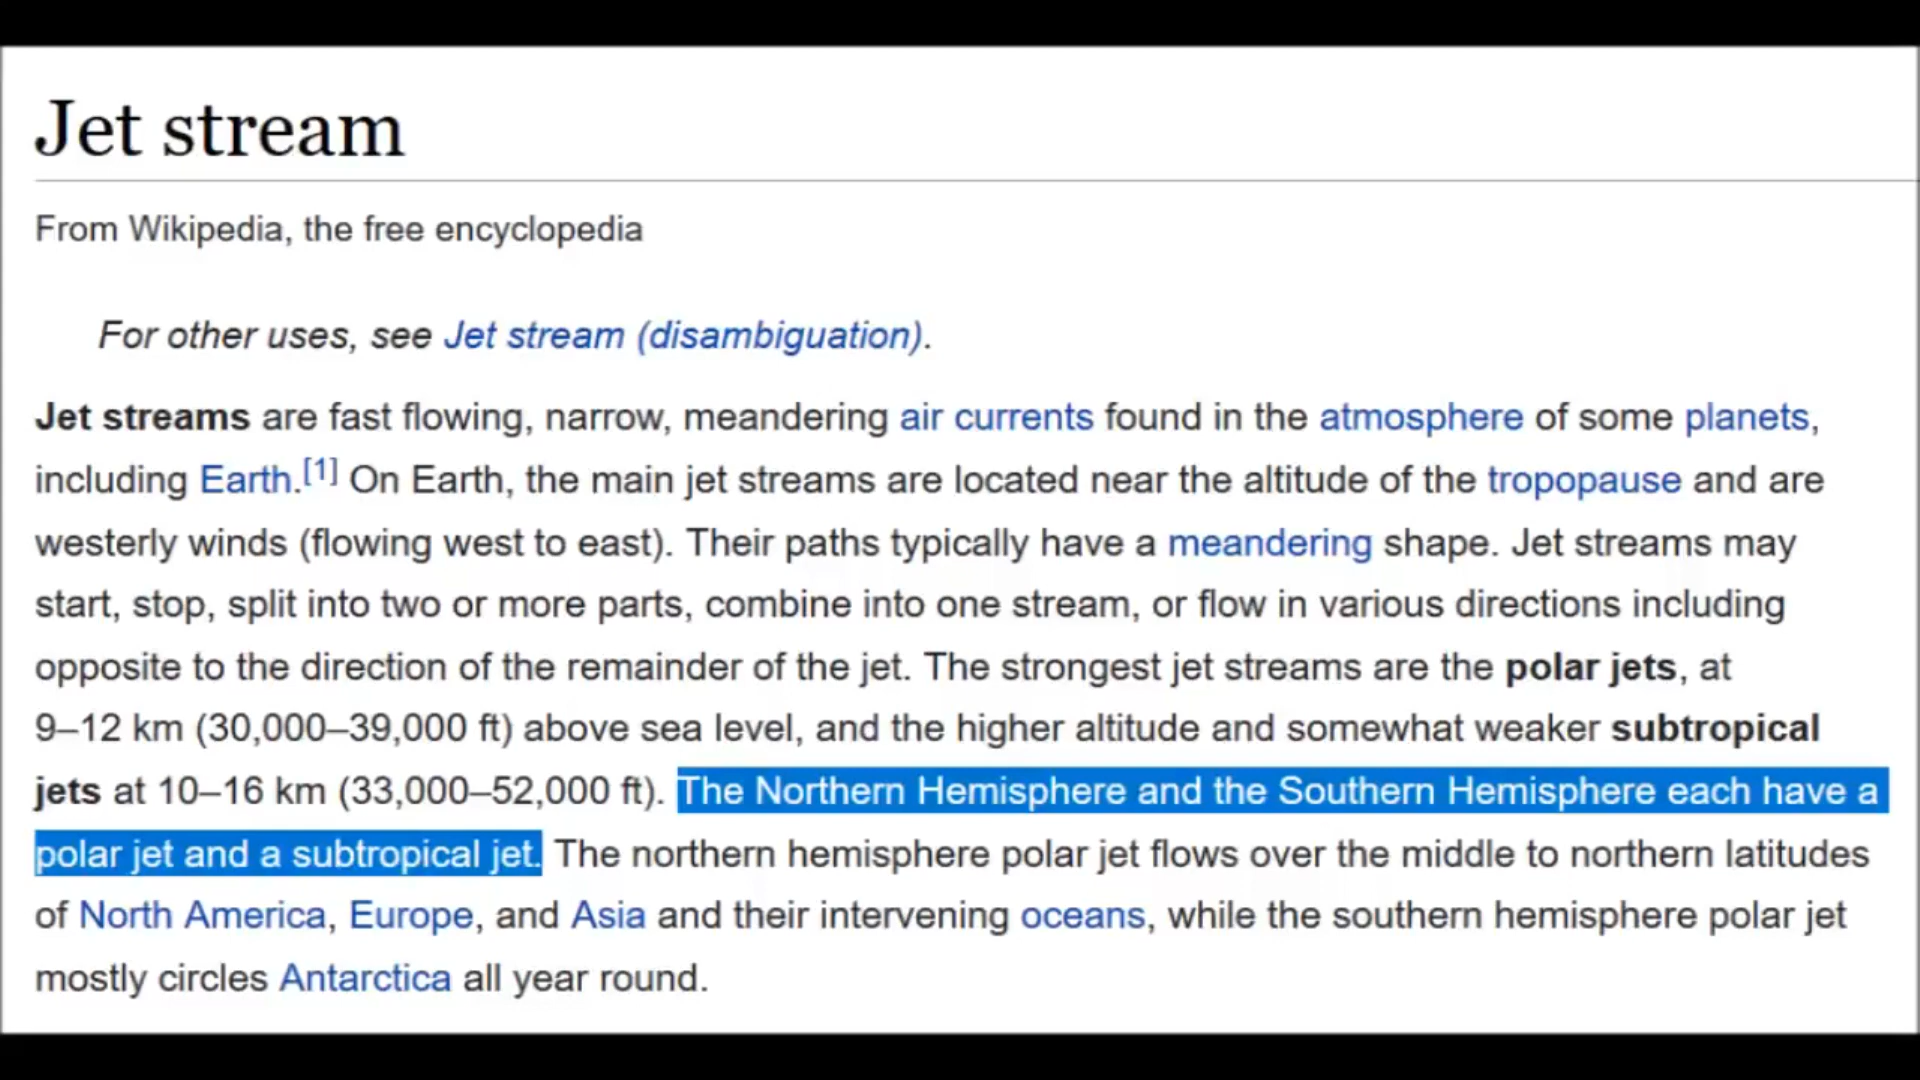 Jet stream
From Wikipedia, the free encyclopedia
For other uses, see Jet stream (disambiguation).
Jet streams are fast flowing, narrow, meandering air currents found in the atmosphere of some planets,
including Earth.[1] On Earth, the main jet streams are located near the altitude of the tropopause and are
westerly winds (flowing west to east). Their paths typically have a meandering shape. Jet streams may
start, stop, split into two or more parts, combine into one stream, or flow in various directions including
opposite to the direction of the remainder of the jet. The strongest jet streams are the polar jets, at
9–12 km (30,000–39,000 ft) above sea level, and the higher altitude and somewhat weaker subtropical
jets at 10–16 km (33,000–52,000 ft). The Northern Hemisphere and the Southern Hemisphere each have a
polar jet and a subtropical jet. The northern hemisphere polar jet flows over the middle to northern latitudes
of North America, Europe, and Asia and their intervening oceans, while the southern hemisphere polar jet
mostly circles Antarctica all year round.